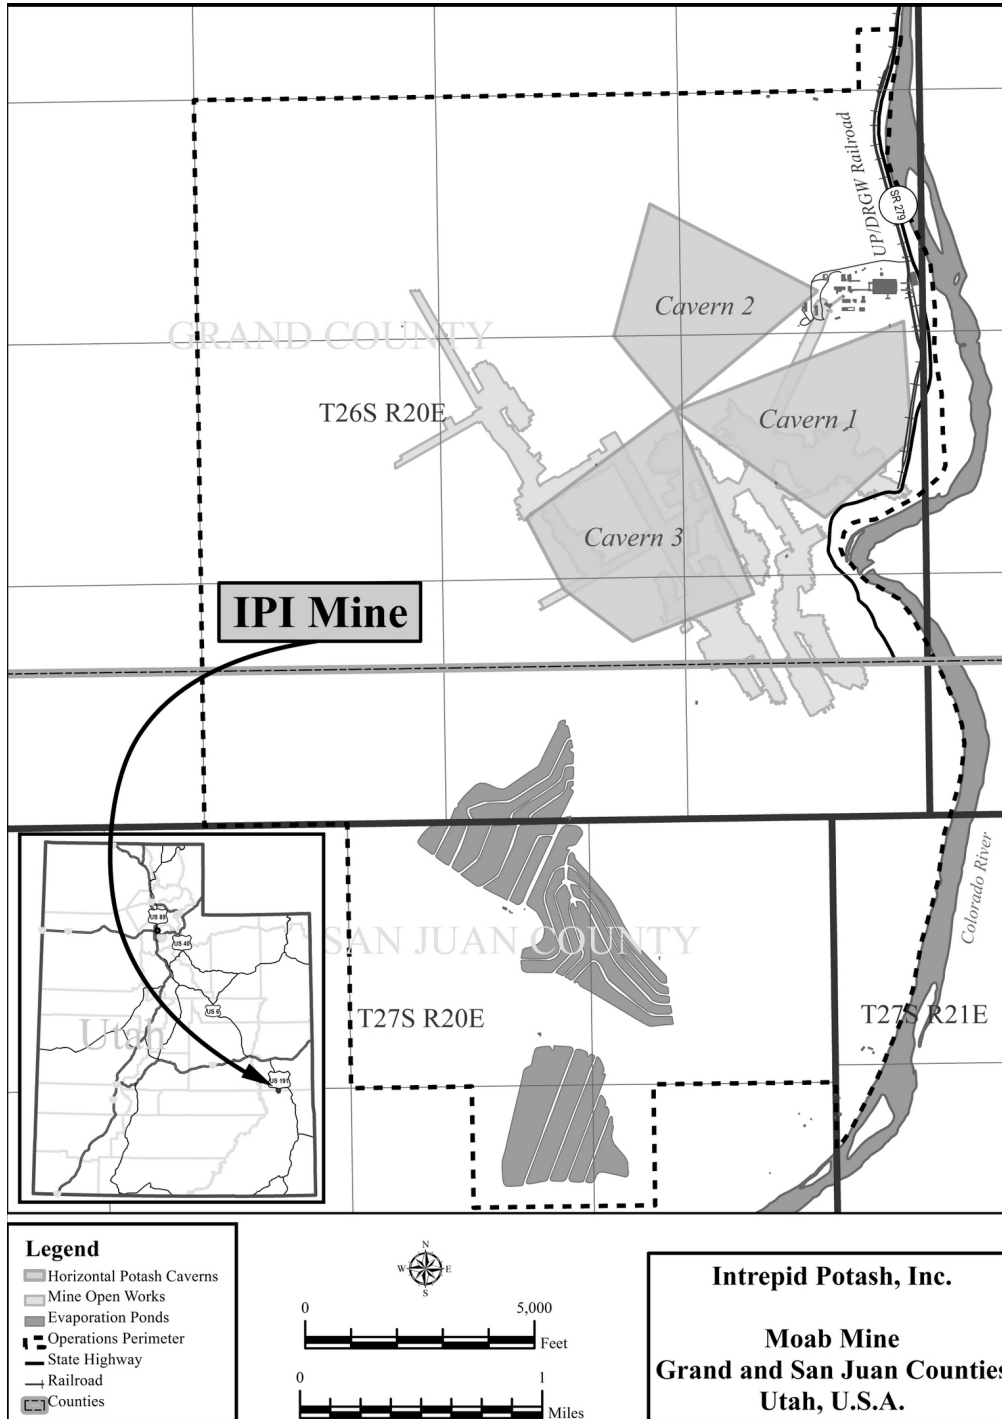 UP/DRGW Railroad
SR 279
Cavern 2
GRAND COUNTY
T26S R20E
Cavern 1
Cavern 3
IPI Mine
Colorado River
SAN JUAN COUNTY
T27S R20E
T27S R21E
US 89
US 40
US 6
Utah
US 191
Legend
Horizontal Potash Caverns
Mine Open Works
Evaporation Ponds
Operations Perimeter
State Highway
Railroad
Counties
N
W E
S
0 5,000
Feet
0 1
Miles
Intrepid Potash, Inc.
Moab Mine
Grand and San Juan Counties
Utah, U.S.A.